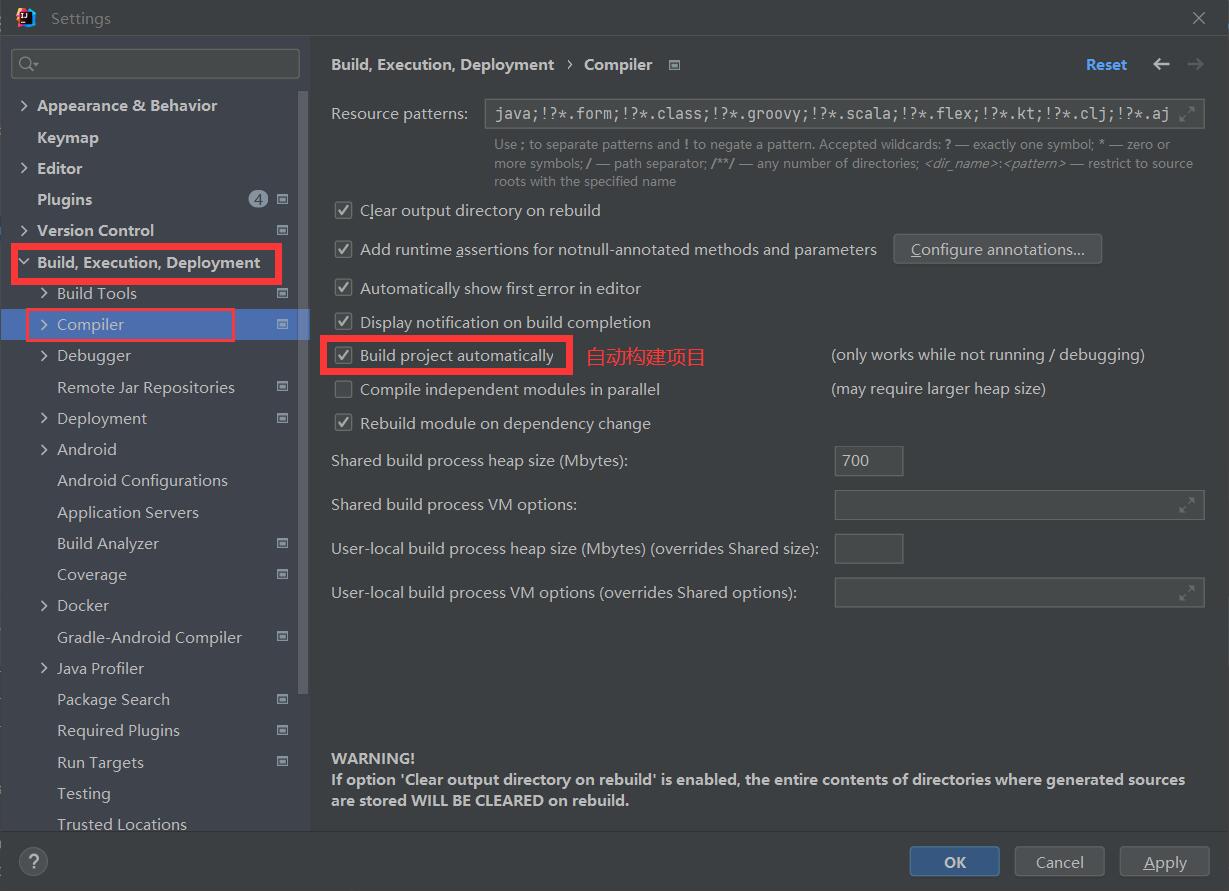 Settings
Appearance & Behavior
Keymap
Editor
Plugins 4
Version Control
Build, Execution, Deployment
Build Tools
Compiler
Debugger
Remote Jar Repositories
Deployment
Android
Android Configurations
Application Servers
Build Analyzer
Coverage
Docker
Gradle-Android Compiler
Java Profiler
Package Search
Required Plugins
Run Targets
Testing
Trusted Locations
Build, Execution, Deployment › Compiler
Reset
Resource patterns: java;!?*.form;!?*.class;!?*.groovy;!?*.scala;!?*.flex;!?*.kt;!?*.clj;!?*.aj
Use ; to separate patterns and ! to negate a pattern. Accepted wildcards: ? — exactly one symbol; * — zero or
more symbols; / — path separator; /**/ — any number of directories; <dir_name>:<pattern> — restrict to source
roots with the specified name
Clear output directory on rebuild
Add runtime assertions for notnull-annotated methods and parameters Configure annotations...
Automatically show first error in editor
Display notification on build completion
Build project automatically 自动构建项目 (only works while not running / debugging)
Compile independent modules in parallel (may require larger heap size)
Rebuild module on dependency change
Shared build process heap size (Mbytes): 700
Shared build process VM options:
User-local build process heap size (Mbytes) (overrides Shared size):
User-local build process VM options (overrides Shared options):
WARNING!
If option 'Clear output directory on rebuild' is enabled, the entire contents of directories where generated sources
are stored WILL BE CLEARED on rebuild.
? OK Cancel Apply